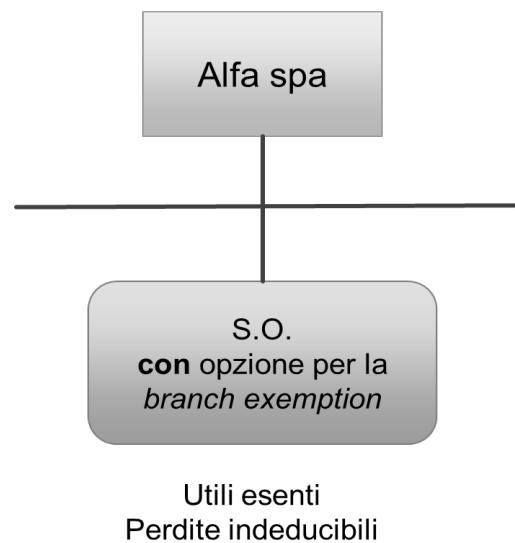 Alfa spa
S.O.
con opzione per la
branch exemption
Utili esenti
Perdite indeducibili